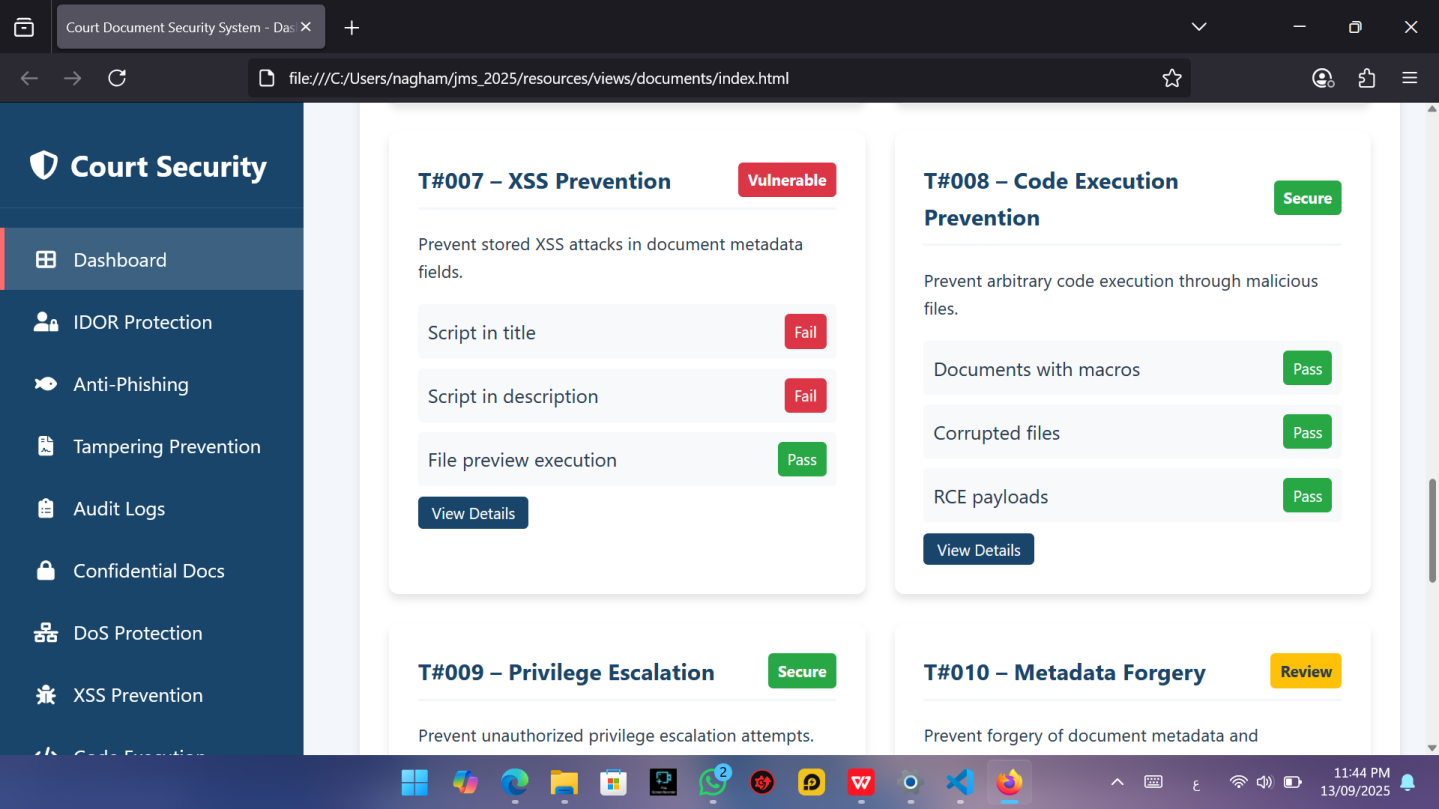 Court Document Security System - Das
file:///C:/Users/nagham/jms_2025/resources/views/documents/index.html
Court Security
Dashboard
IDOR Protection
Anti-Phishing
Tampering Prevention
Audit Logs
Confidential Docs
DoS Protection
XSS Prevention
Code Execution
T#007 – XSS Prevention
Vulnerable
Prevent stored XSS attacks in document metadata
fields.
Script in title
Fail
Script in description
Fail
File preview execution
Pass
View Details
T#008 – Code Execution
Prevention
Secure
Prevent arbitrary code execution through malicious
files.
Documents with macros
Pass
Corrupted files
Pass
RCE payloads
Pass
View Details
T#009 – Privilege Escalation
Secure
Prevent unauthorized privilege escalation attempts.
T#010 – Metadata Forgery
Review
Prevent forgery of document metadata and
2
ع
11:44 PM
13/09/2025